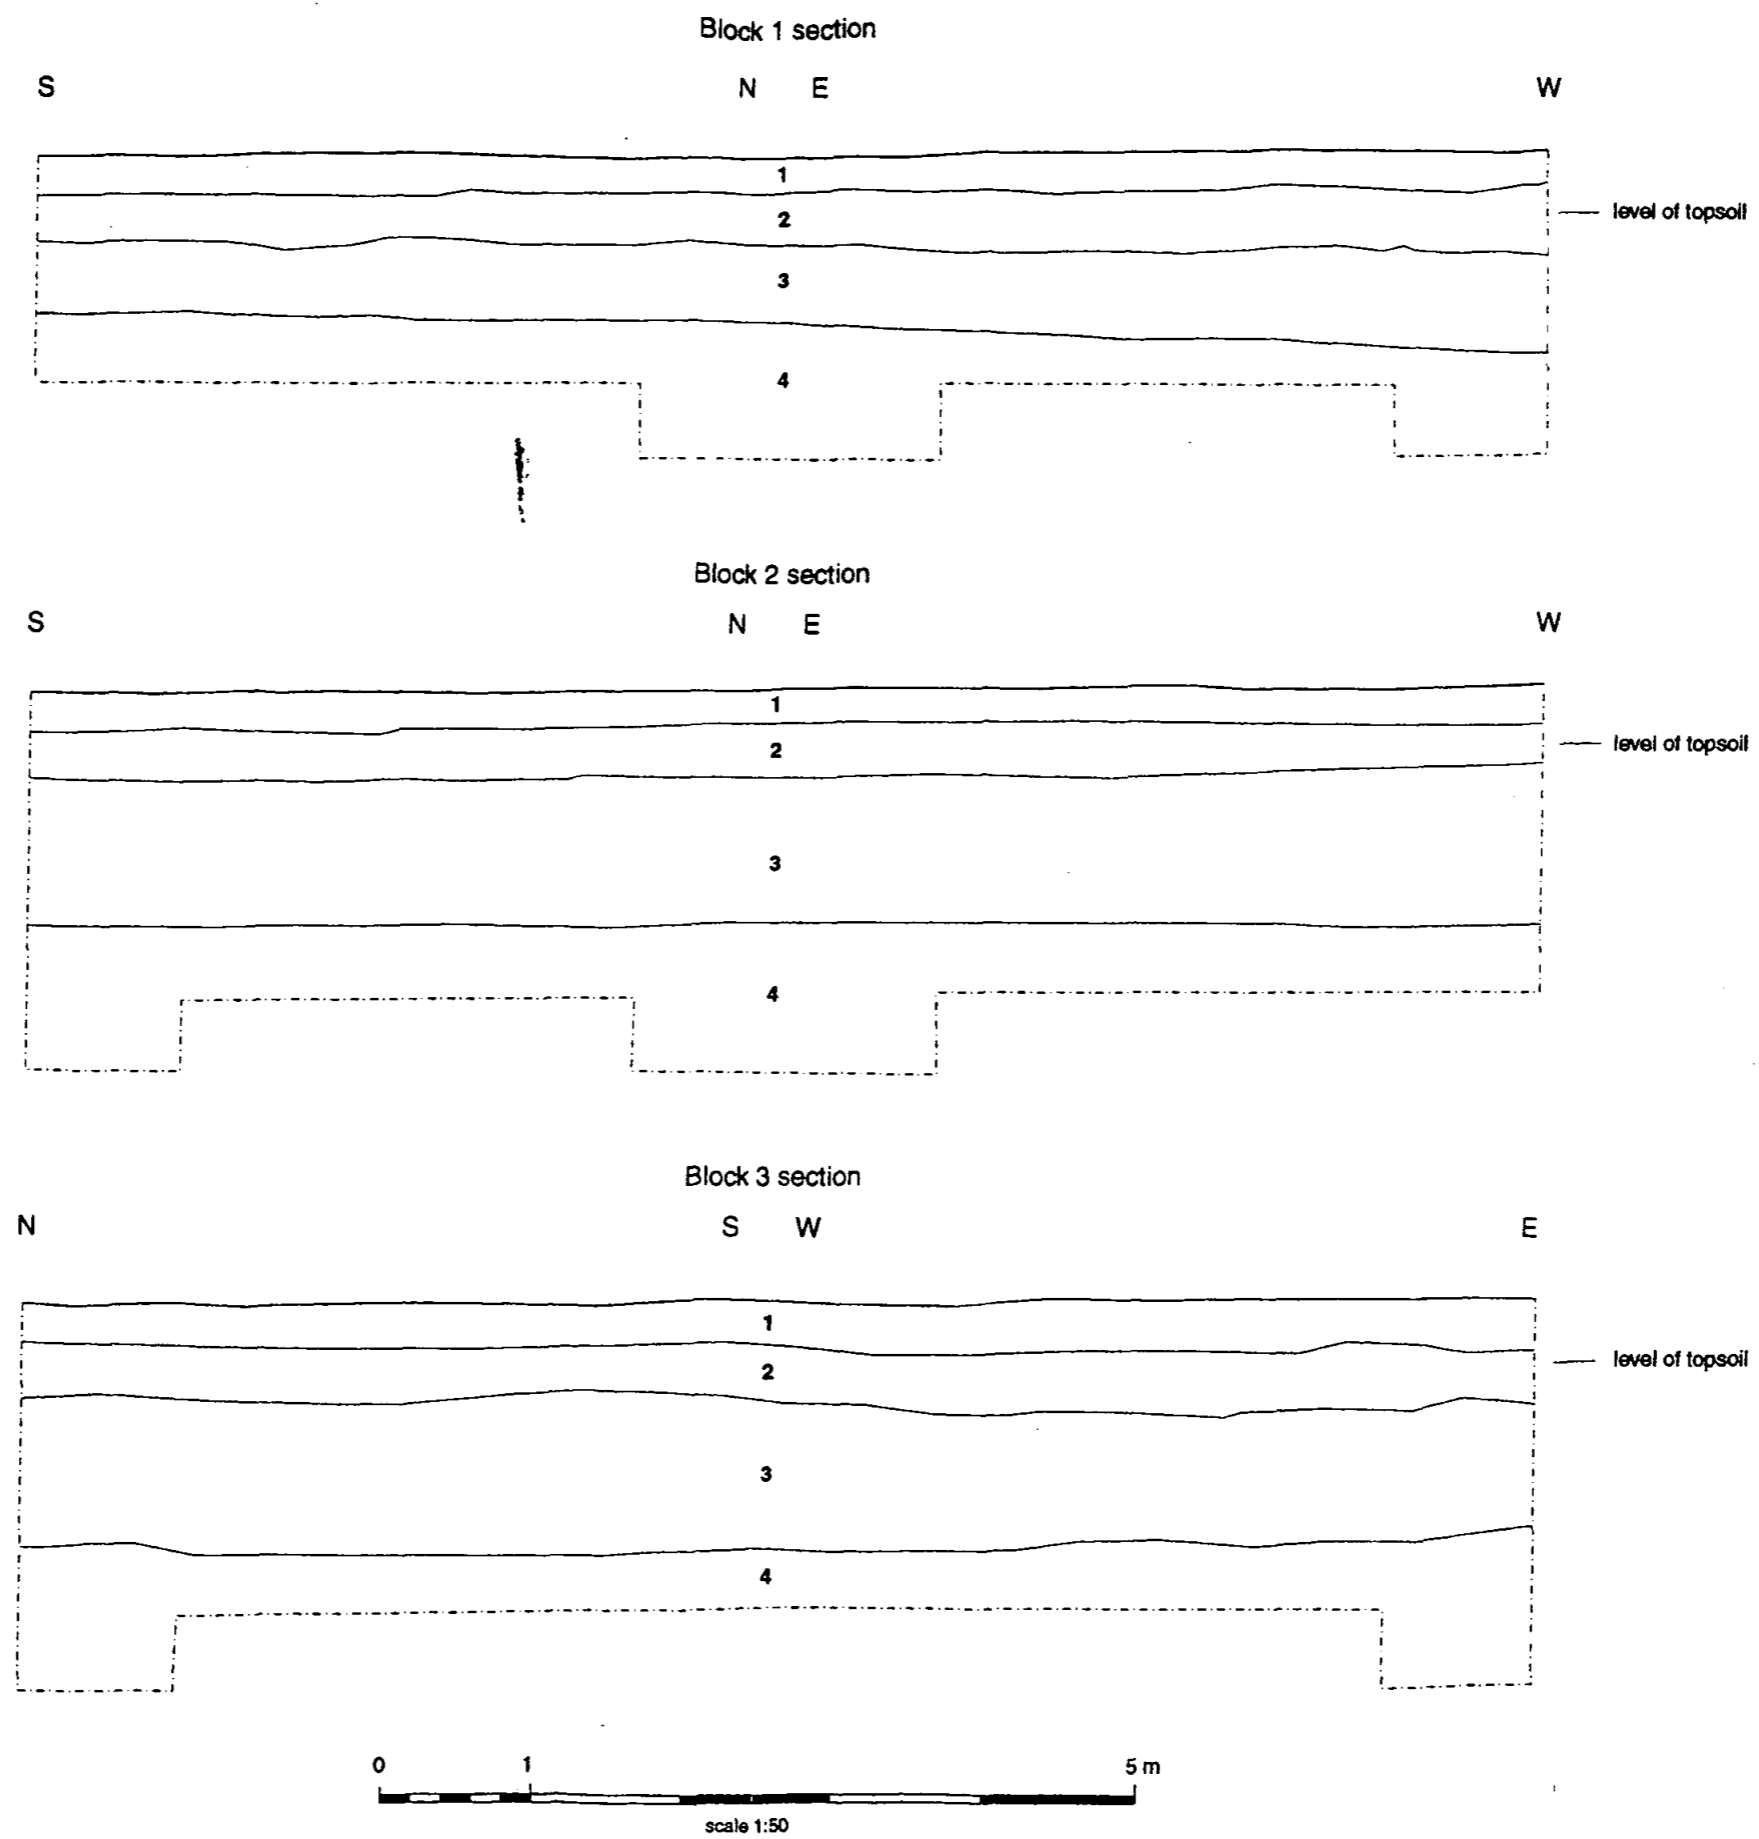 Block 1 section
S N E W
1
level of topsoil
2
3
4
Block 2 section
S N E W
1
level of topsoil
2
3
4
Block 3 section
N S W E
1
level of topsoil
2
3
4
0 1 5 m
scale 1:50